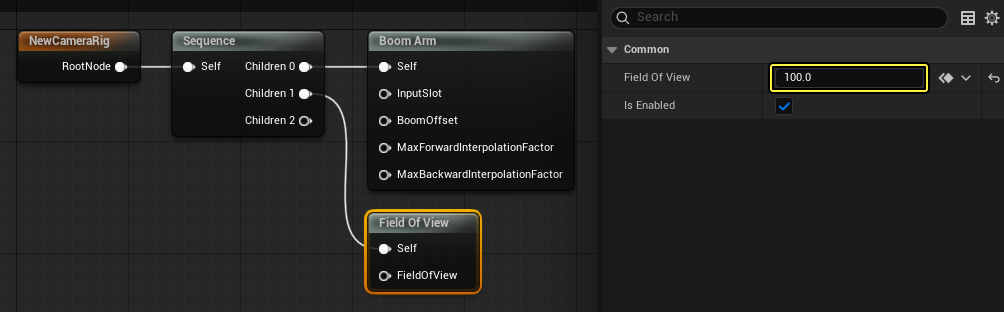 NewCameraRig
RootNode
Sequence
Self
Children 0
Children 1
Children 2
Boom Arm
Self
InputSlot
BoomOffset
MaxForwardInterpolationFactor
MaxBackwardInterpolationFactor
Field Of View
Self
FieldOfView
Search
Common
Field Of View
100.0
Is Enabled